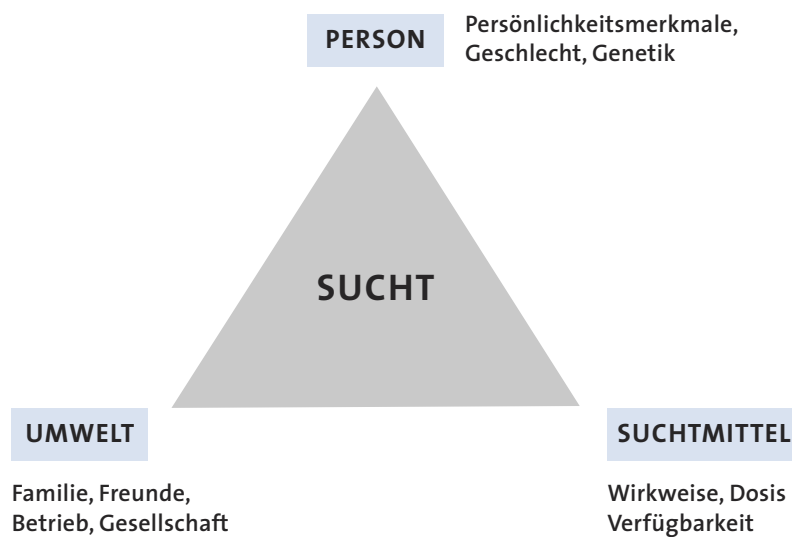 PERSON
Persönlichkeitsmerkmale,
Geschlecht, Genetik
SUCHT
UMWELT
Familie, Freunde,
Betrieb, Gesellschaft
SUCHTMITTEL
Wirkweise, Dosis
Verfügbarkeit